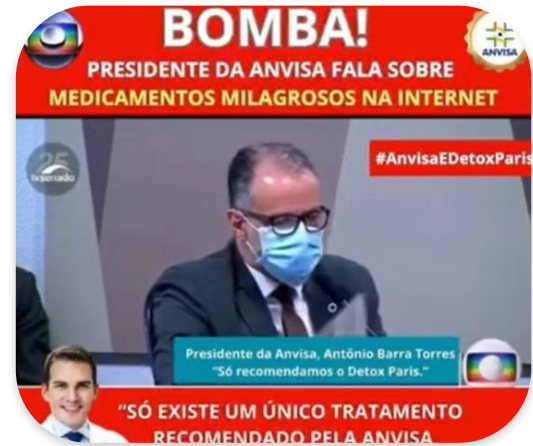 BOMBA!
ANVISA
PRESIDENTE DA ANVISA FALA SOBRE
MEDICAMENTOS MILAGROSOS NA INTERNET
25
tvsenado
#AnvisaEDetoxParis
Presidente da Anvisa, Antônio Barra Torres
"Só recomendamos o Detox Paris."
"SÓ EXISTE UM ÚNICO TRATAMENTO
RECOMENDADO PELA ANVISA